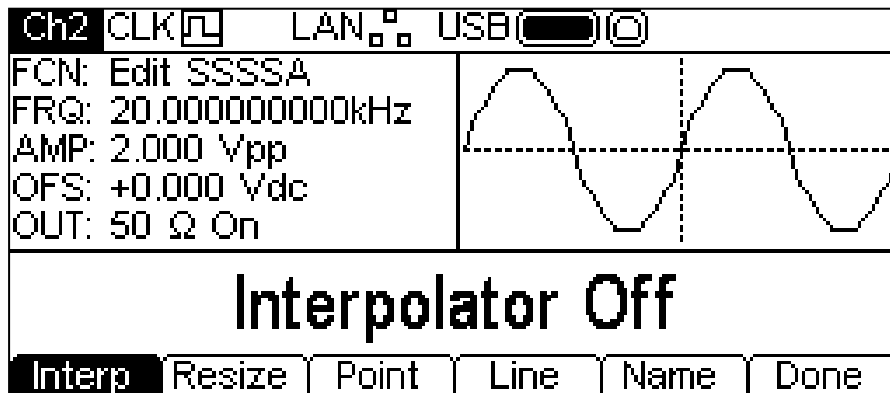 Ch2 CLK LAN USB
FCN: Edit SSSSA
FRQ: 20.000000000kHz
AMP: 2.000 Vpp
OFS: +0.000 Vdc
OUT: 50 Ω On
Interpolator Off
Interp Resize Point Line Name Done